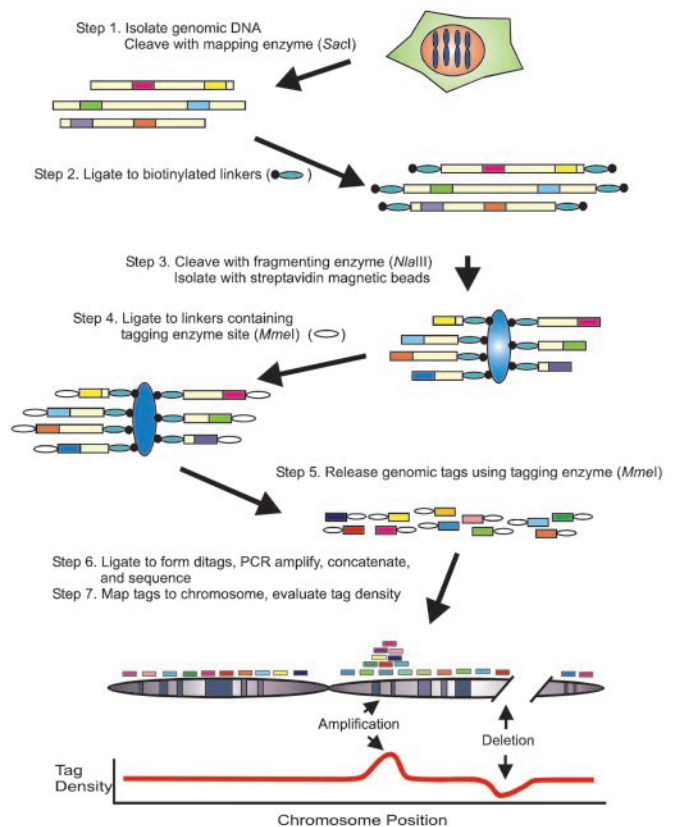 Step 1. Isolate genomic DNA
Cleave with mapping enzyme (SacI)
Step 2. Ligate to biotinylated linkers ( )
Step 3. Cleave with fragmenting enzyme (NlaIII)
Isolate with streptavidin magnetic beads
Step 4. Ligate to linkers containing
tagging enzyme site (MmeI) ( )
Step 5. Release genomic tags using tagging enzyme (MmeI)
Step 6. Ligate to form ditags, PCR amplify, concatenate,
and sequence
Step 7. Map tags to chromosome, evaluate tag density
Amplification
Deletion
Tag
Density
Chromosome Position